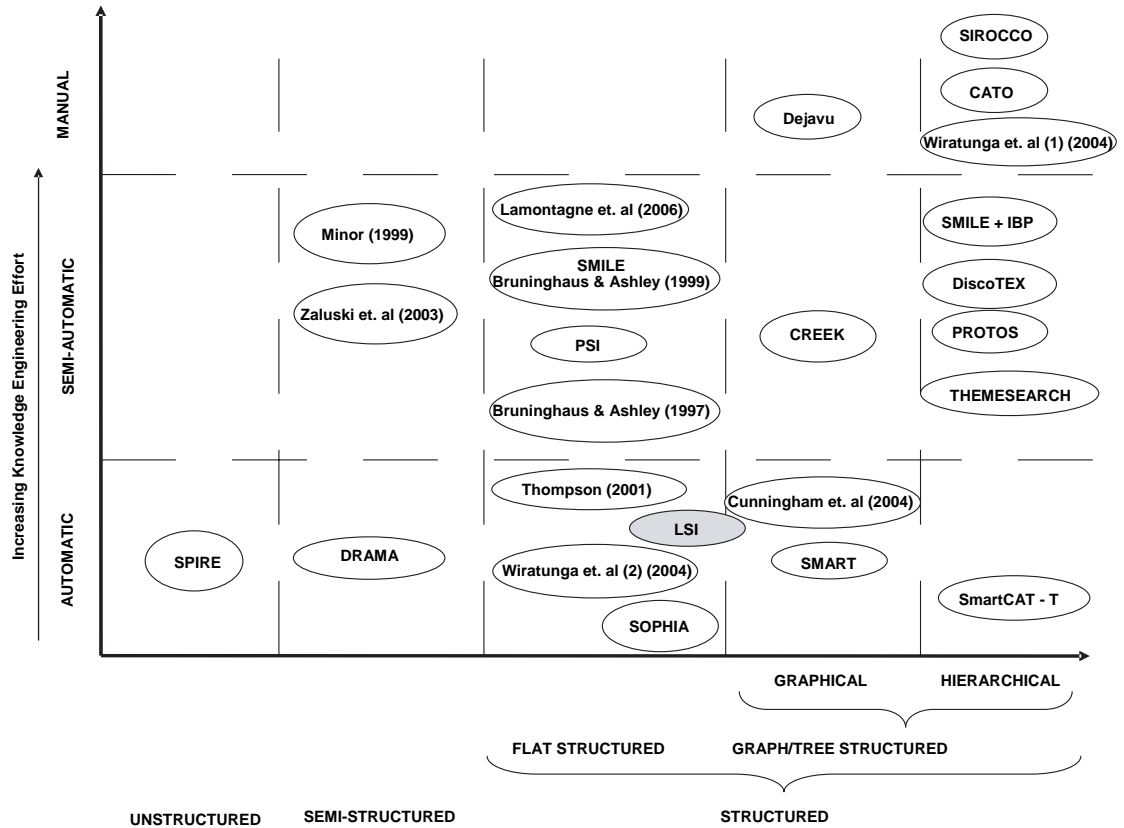 SIROCCO
MANUAL
CATO
Dejavu
Wiratunga et. al (1) (2004)
Increasing Knowledge Engineering Effort
SEMI-AUTOMATIC
Lamontagne et. al (2006)
Minor (1999)
SMILE + IBP
SMILE
Bruninghaus & Ashley (1999)
DiscoTEX
Zaluski et. al (2003)
PSI
CREEK
PROTOS
THEMESEARCH
Bruninghaus & Ashley (1997)
AUTOMATIC
Thompson (2001)
Cunningham et. al (2004)
LSI
SPIRE
DRAMA
Wiratunga et. al (2) (2004)
SMART
SmartCAT - T
SOPHIA
GRAPHICAL
HIERARCHICAL
FLAT STRUCTURED
GRAPH/TREE STRUCTURED
UNSTRUCTURED
SEMI-STRUCTURED
STRUCTURED